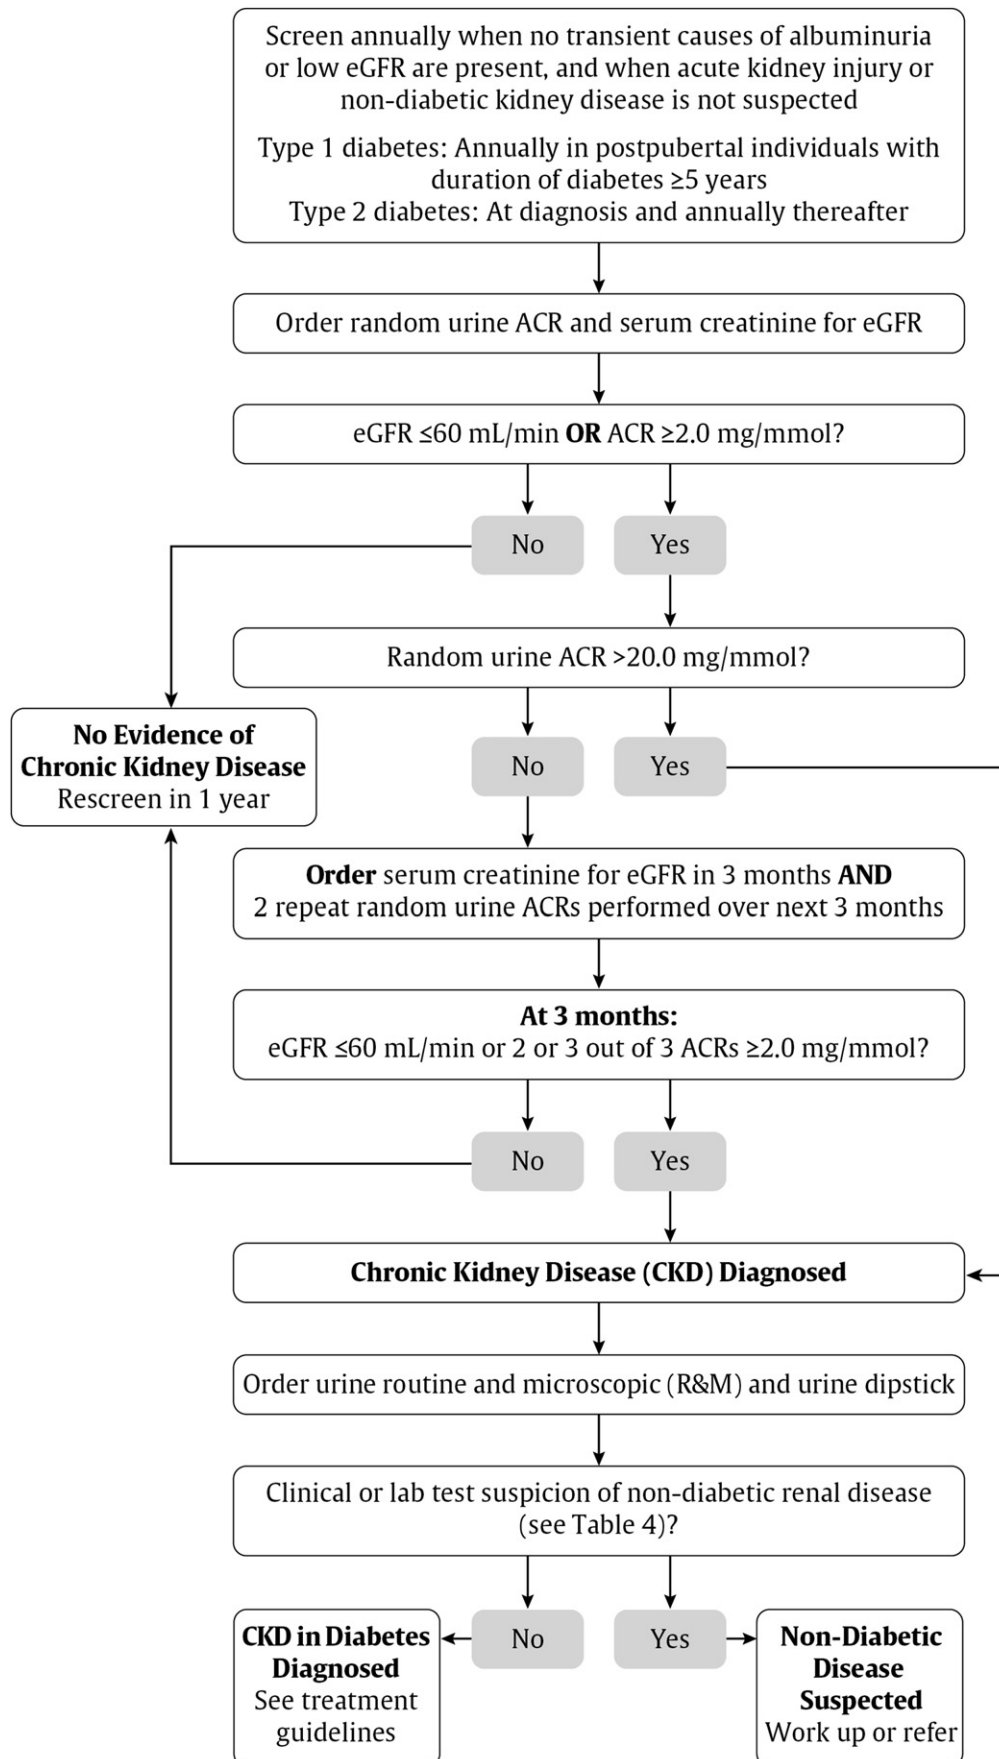 Screen annually when no transient causes of albuminuria
or low eGFR are present, and when acute kidney injury or
non-diabetic kidney disease is not suspected
Type 1 diabetes: Annually in postpubertal individuals with
duration of diabetes ≥5 years
Type 2 diabetes: At diagnosis and annually thereafter
Order random urine ACR and serum creatinine for eGFR
eGFR ≤60 mL/min OR ACR ≥2.0 mg/mmol?
No
Yes
Random urine ACR >20.0 mg/mmol?
No Evidence of
Chronic Kidney Disease
Rescreen in 1 year
No
Yes
Order serum creatinine for eGFR in 3 months AND
2 repeat random urine ACRs performed over next 3 months
At 3 months:
eGFR ≤60 mL/min or 2 or 3 out of 3 ACRs ≥2.0 mg/mmol?
No
Yes
Chronic Kidney Disease (CKD) Diagnosed
Order urine routine and microscopic (R&M) and urine dipstick
Clinical or lab test suspicion of non-diabetic renal disease
(see Table 4)?
CKD in Diabetes
Diagnosed
See treatment
guidelines
No
Yes
Non-Diabetic
Disease
Suspected
Work up or refer